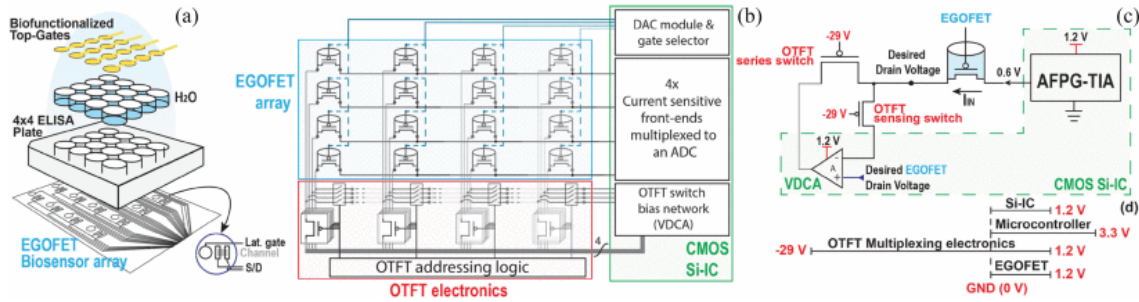 Biofunctionalized
Top-Gates
(a)
H₂O
4x4 ELISA
Plate
EGOFET
Biosensor array
Lat. gate
Channel
S/D
(b)
EGOFET
array
DAC module &
gate selector
4x
Current sensitive
front-ends
multiplexed to
an ADC
OTFT switch
bias network
(VDCA)
4
CMOS
Si-IC
OTFT addressing logic
OTFT electronics
(c)
-29 V
OTFT
series switch
Desired
Drain Voltage
EGOFET
0.6 V
I_IN
1.2 V
AFPG-TIA
-29 V
OTFT
sensing switch
1.2 V
A
-
+
VDCA
Desired EGOFET
Drain Voltage
CMOS Si-IC
(d)
Si-IC
1.2 V
Microcontroller
3.3 V
OTFT Multiplexing electronics
-29 V
1.2 V
EGOFET
1.2 V
GND (0 V)